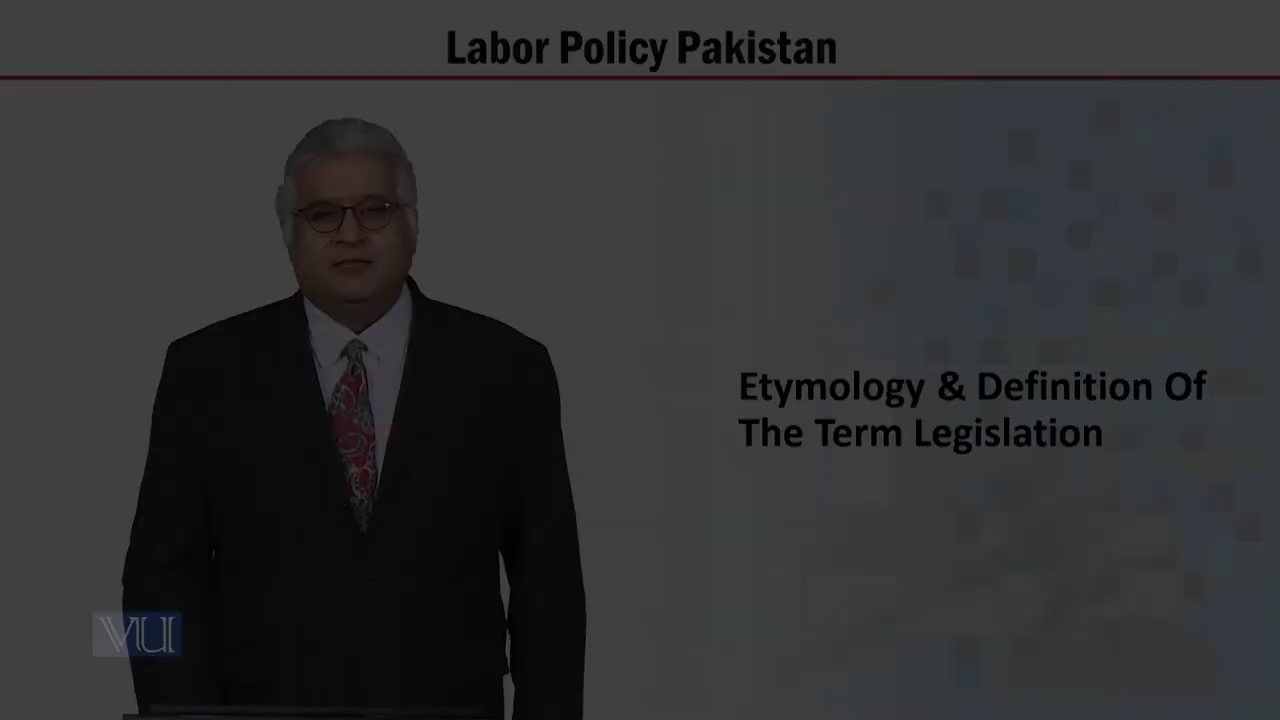 Labor Policy Pakistan
Etymology & Definition Of
The Term Legislation
VU